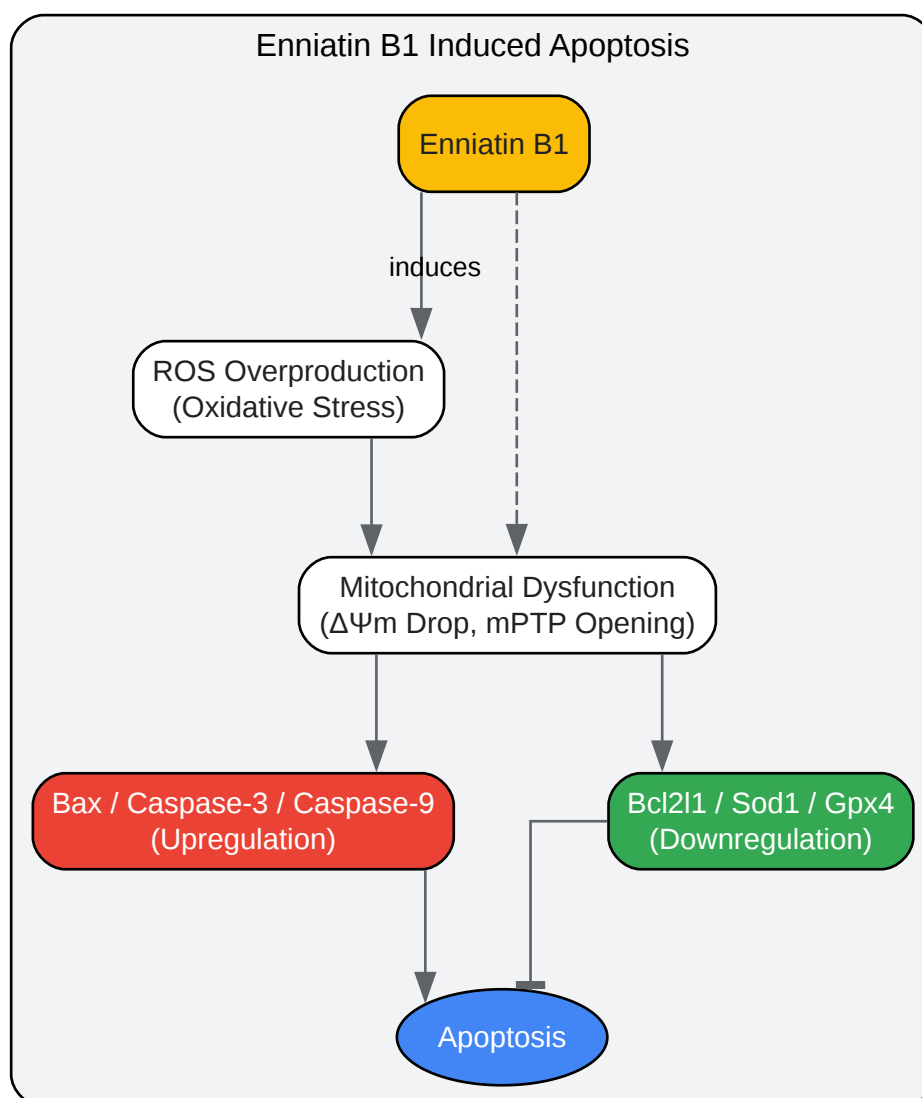 Enniatin B1 Induced Apoptosis
Enniatin B1
induces
ROS Overproduction
(Oxidative Stress)
Mitochondrial Dysfunction
(ΔΨm Drop, mPTP Opening)
Bax / Caspase-3 / Caspase-9
(Upregulation)
Bcl2l1 / Sod1 / Gpx4
(Downregulation)
Apoptosis